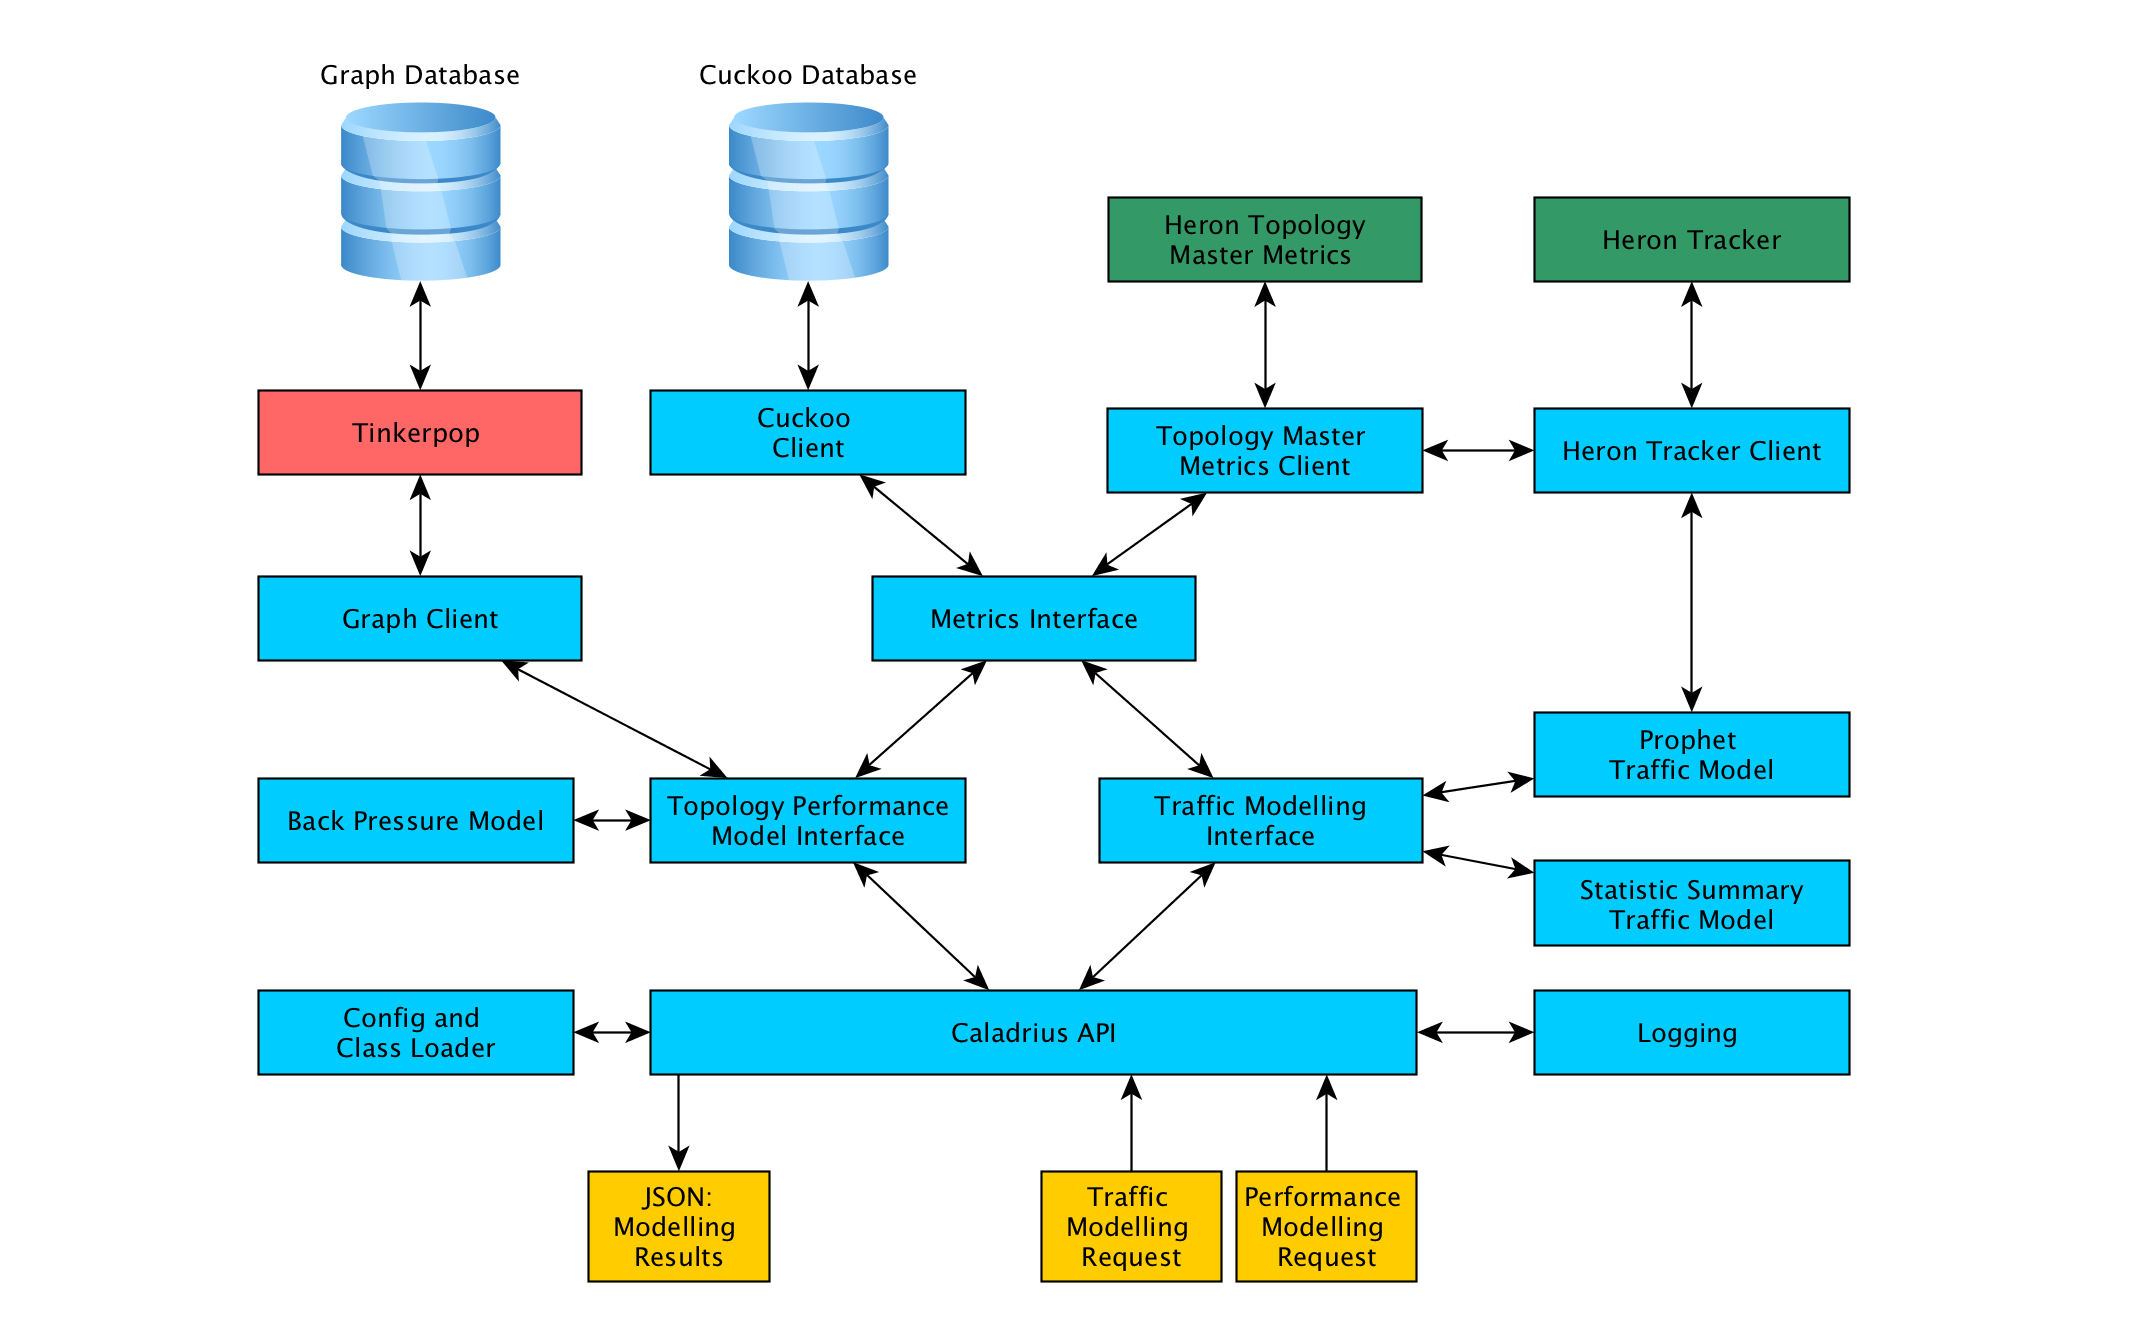 Graph Database
Cuckoo Database
Heron Topology
Master Metrics
Heron Tracker
Tinkerpop
Cuckoo
Client
Topology Master
Metrics Client
Heron Tracker Client
Graph Client
Metrics Interface
Prophet
Traffic Model
Back Pressure Model
Topology Performance
Model Interface
Traffic Modelling
Interface
Statistic Summary
Traffic Model
Config and
Class Loader
Caladrius API
Logging
JSON:
Modelling
Results
Traffic
Modelling
Request
Performance
Modelling
Request